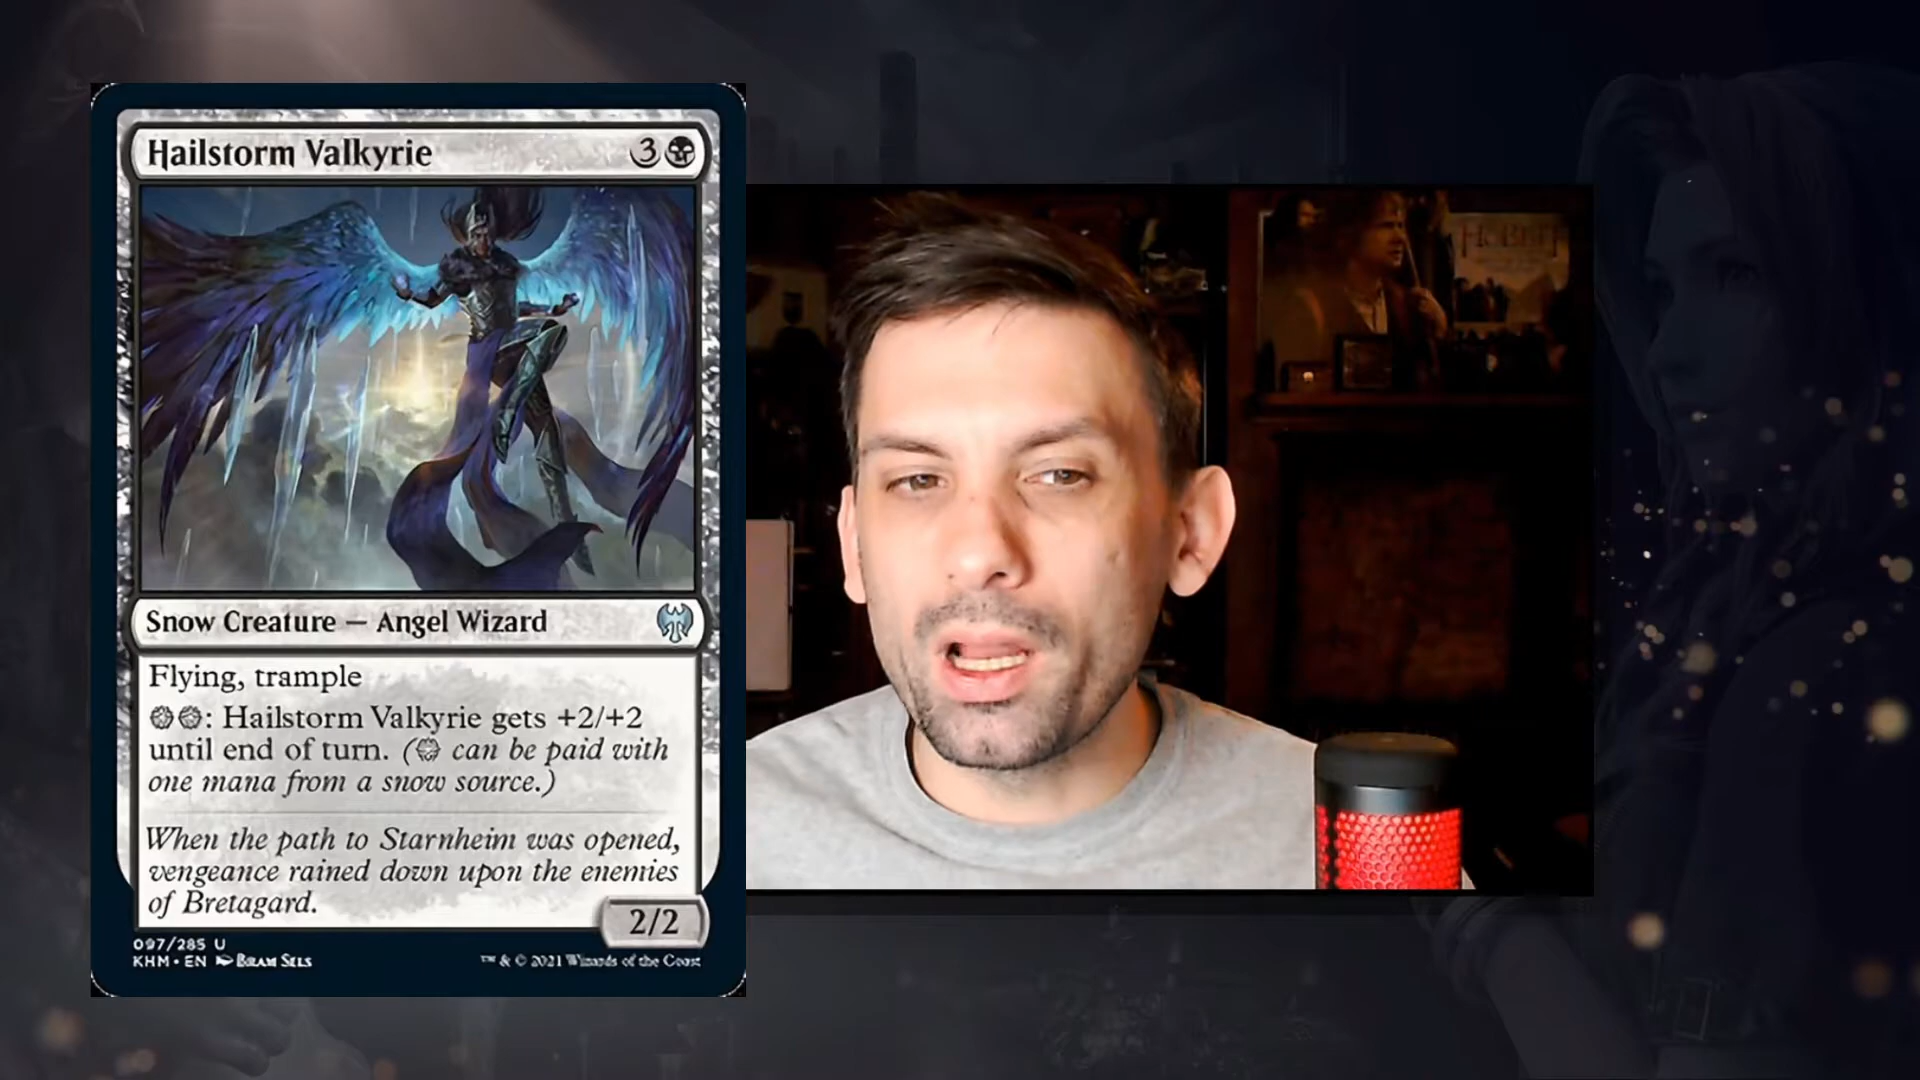 Hailstorm Valkyrie 3
Snow Creature — Angel Wizard
Flying, trample
: Hailstorm Valkyrie gets +2/+2
until end of turn. ( can be paid with
one mana from a snow source.)
When the path to Starnheim was opened,
vengeance rained down upon the enemies
of Bretagard.
2/2
097/285 U
KHM • EN Bram Sels
™ & © 2021 Wizards of the Coast
HOBBIT